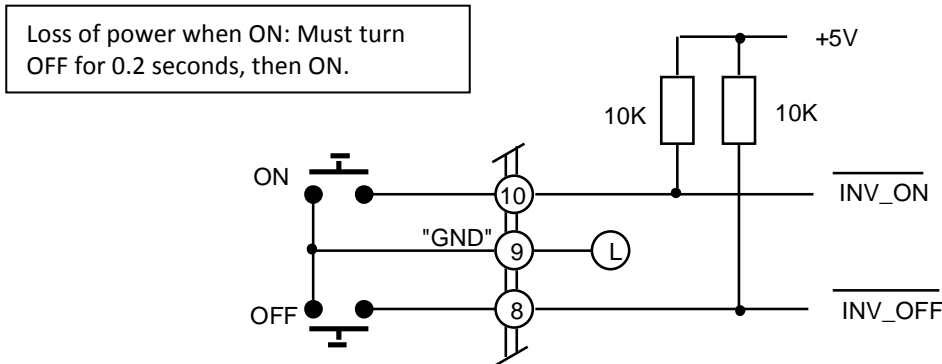 Loss of power when ON: Must turn
OFF for 0.2 seconds, then ON.
+5V
10K
10K
ON
10
INV_ON
"GND"
9
L
OFF
8
INV_OFF